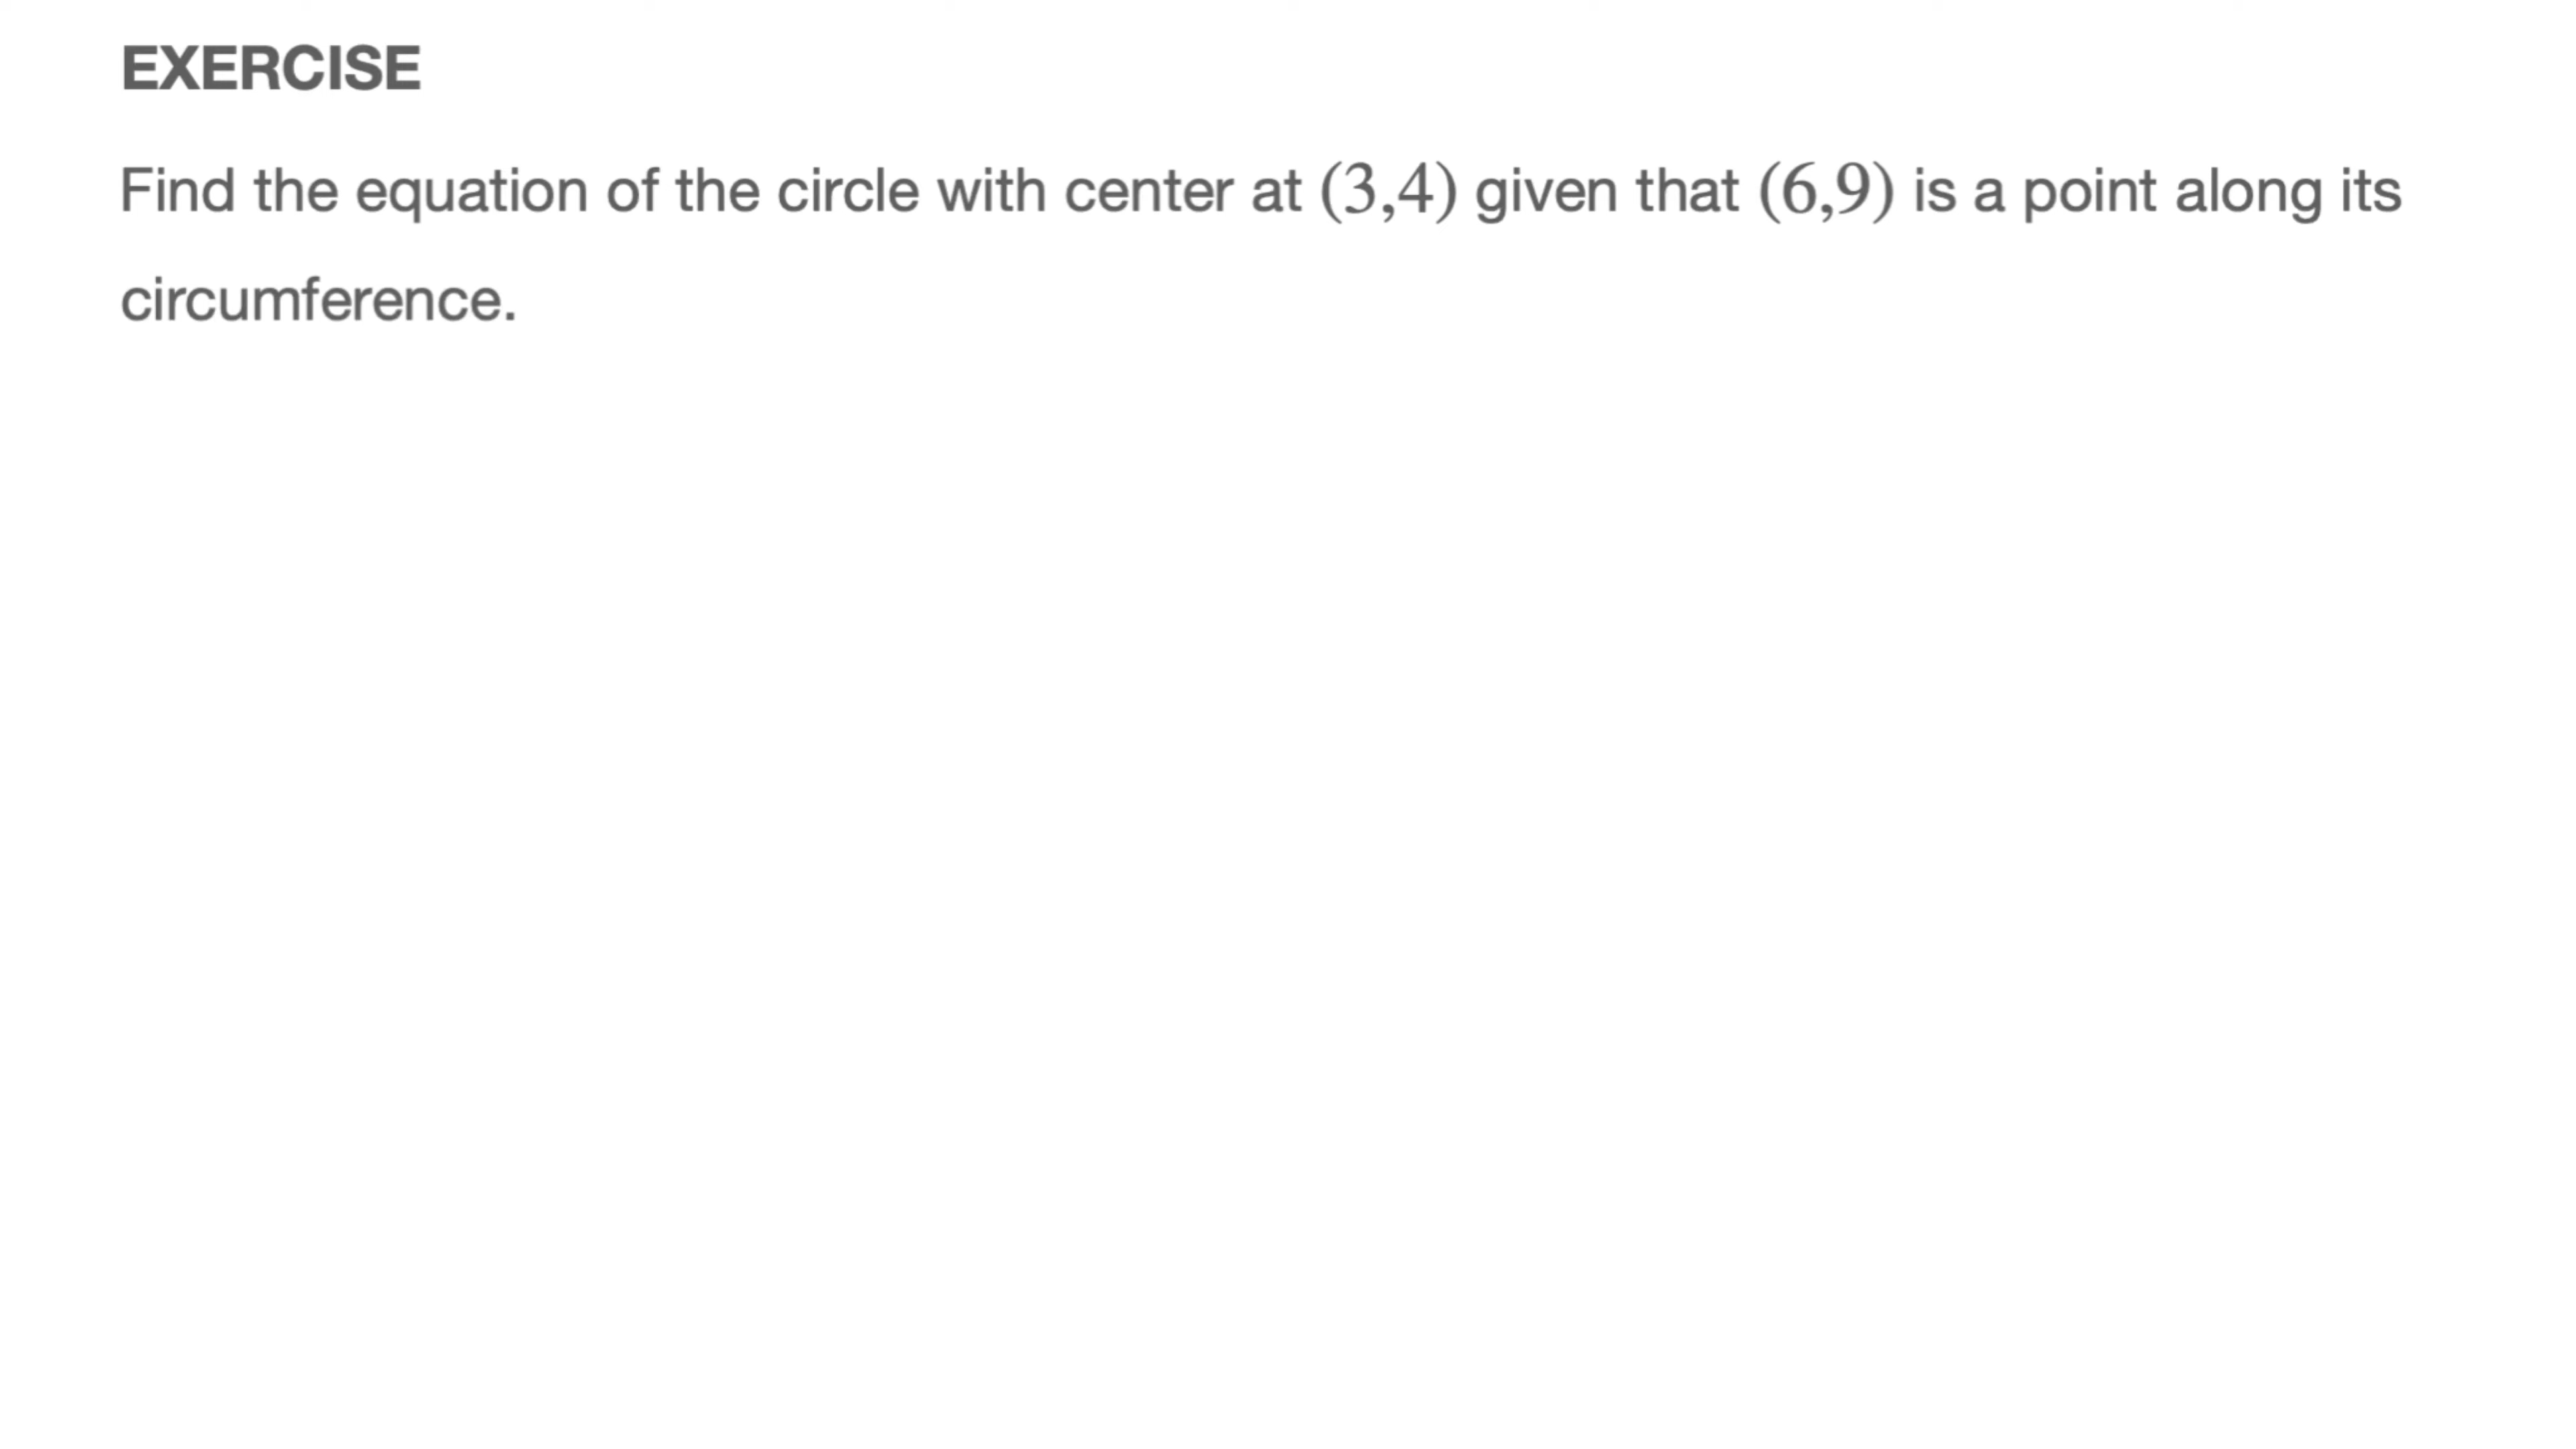 EXERCISE
Find the equation of the circle with center at (3,4) given that (6,9) is a point along its
circumference.